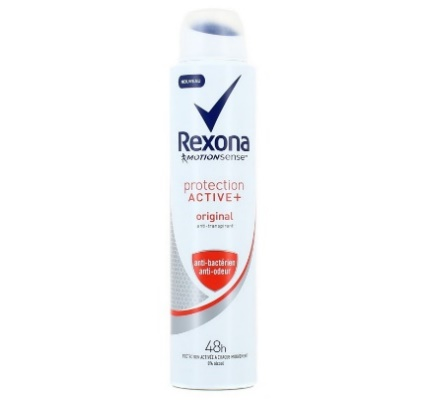 NOUVEAU
Rexona
MOTIONsense
protection
ACTIVE+
original
anti-transpirant
anti-bactérien
anti-odeur
48h
0% alcool